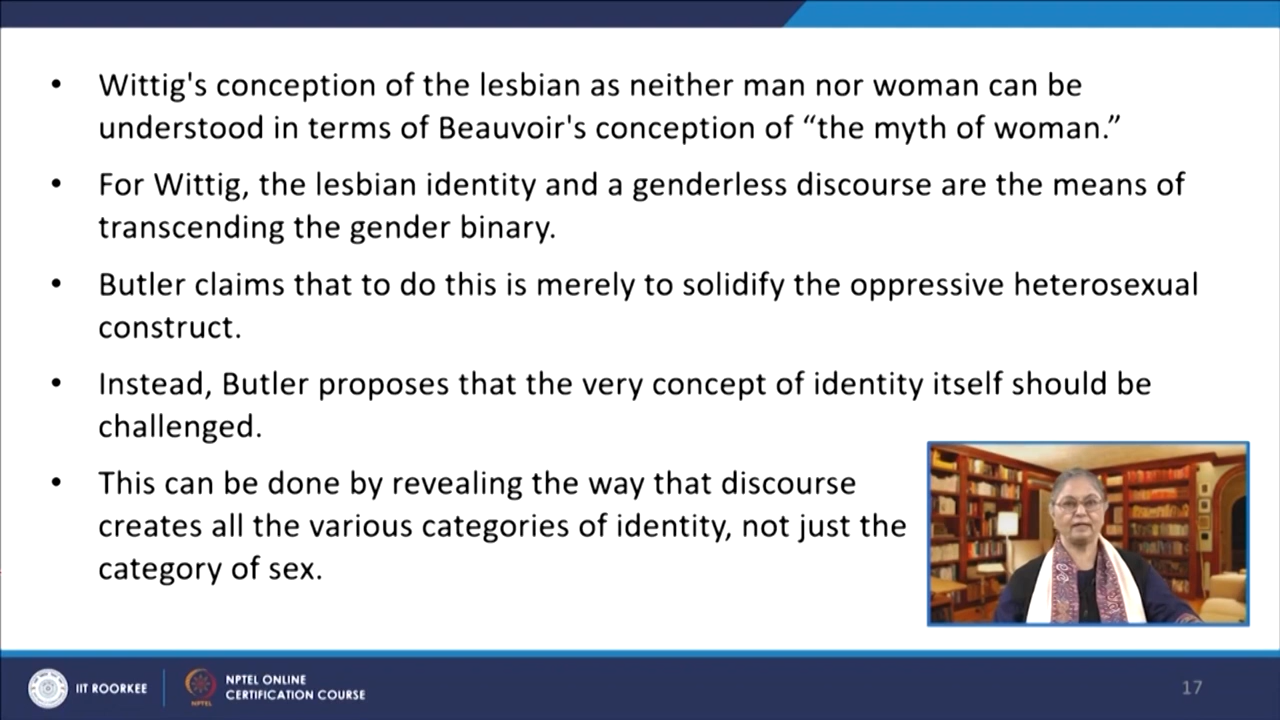 • Wittig's conception of the lesbian as neither man nor woman can be
understood in terms of Beauvoir's conception of “the myth of woman.”
• For Wittig, the lesbian identity and a genderless discourse are the means of
transcending the gender binary.
• Butler claims that to do this is merely to solidify the oppressive heterosexual
construct.
• Instead, Butler proposes that the very concept of identity itself should be
challenged.
• This can be done by revealing the way that discourse
creates all the various categories of identity, not just the
category of sex.
IIT ROORKEE
NPTEL
NPTEL ONLINE
CERTIFICATION COURSE
17